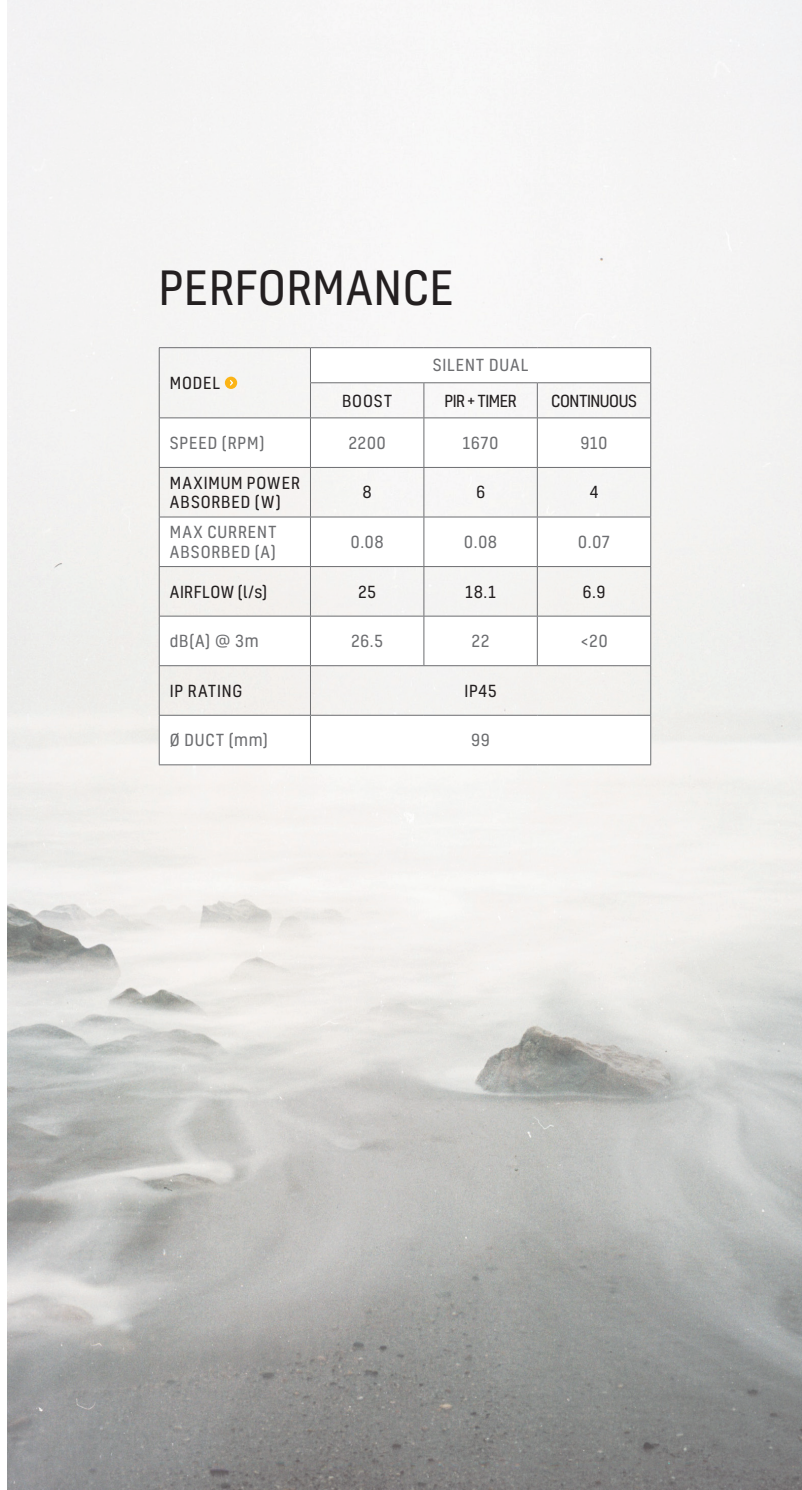 PERFORMANCE
MODEL
SILENT DUAL
BOOST PIR + TIMER CONTINUOUS
SPEED (RPM) 2200 1670 910
MAXIMUM POWER
ABSORBED (W) 8 6 4
MAX CURRENT
ABSORBED (A) 0.08 0.08 0.07
AIRFLOW (l/s) 25 18.1 6.9
dB(A) @ 3m 26.5 22 <20
IP RATING IP45
Ø DUCT (mm) 99